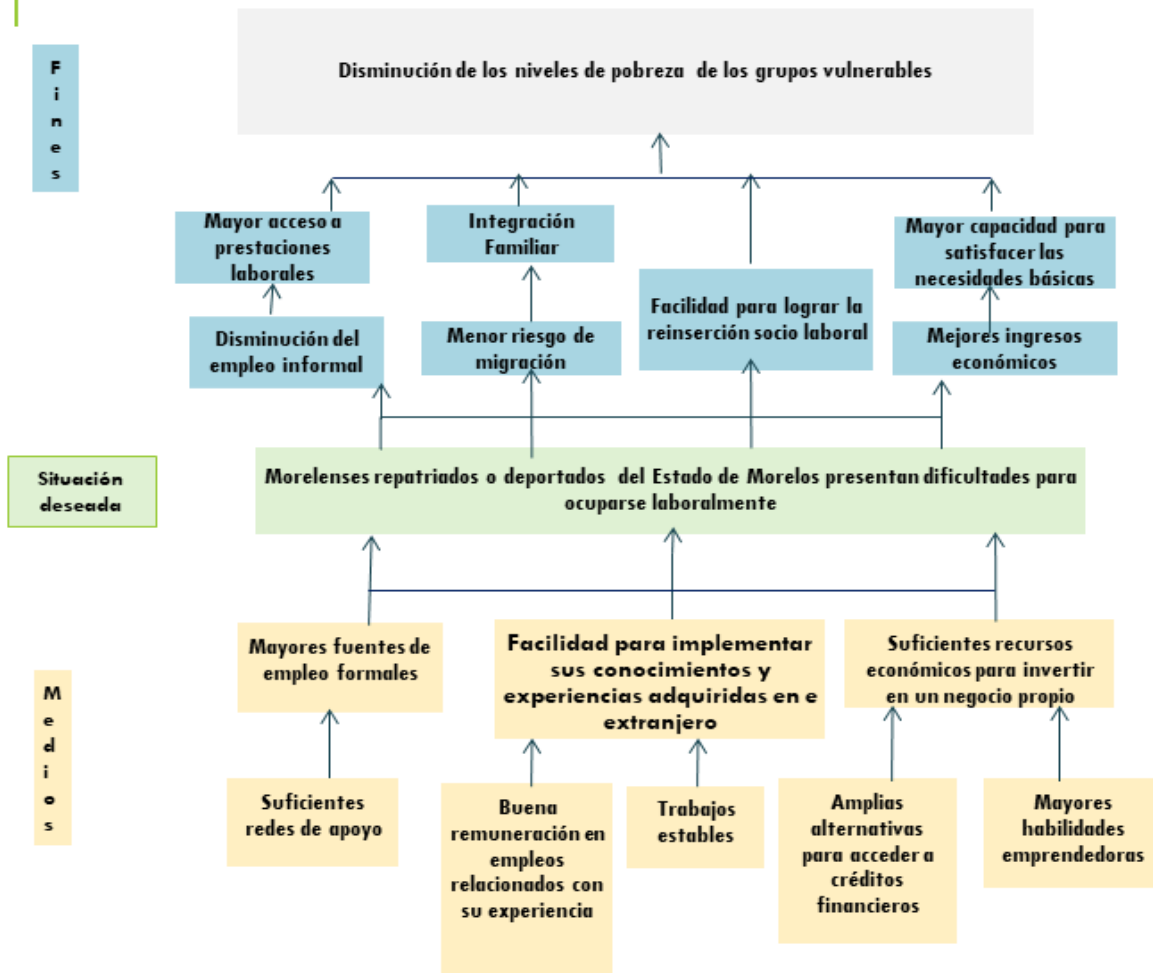 Fines
Disminución de los niveles de pobreza de los grupos vulnerables
Mayor acceso a
prestaciones
laborales
Integración
Familiar
Mayor capacidad para
satisfacer las
necesidades básicas
Facilidad para lograr la
reinserción socio laboral
Disminución del
empleo informal
Menor riesgo de
migración
Mejores ingresos
económicos
Situación
deseada
Morelenses repatriados o deportados del Estado de Morelos presentan dificultades para
ocuparse laboralmente
Medios
Mayores fuentes de
empleo formales
Facilidad para implementar
sus conocimientos y
experiencias adquiridas en e
extranjero
Suficientes recursos
económicos para invertir
en un negocio propio
Suficientes
redes de apoyo
Buena
remuneración en
empleos
relacionados con
su experiencia
Trabajos
estables
Amplias
alternativas
para acceder a
créditos
financieros
Mayores
habilidades
emprendedoras